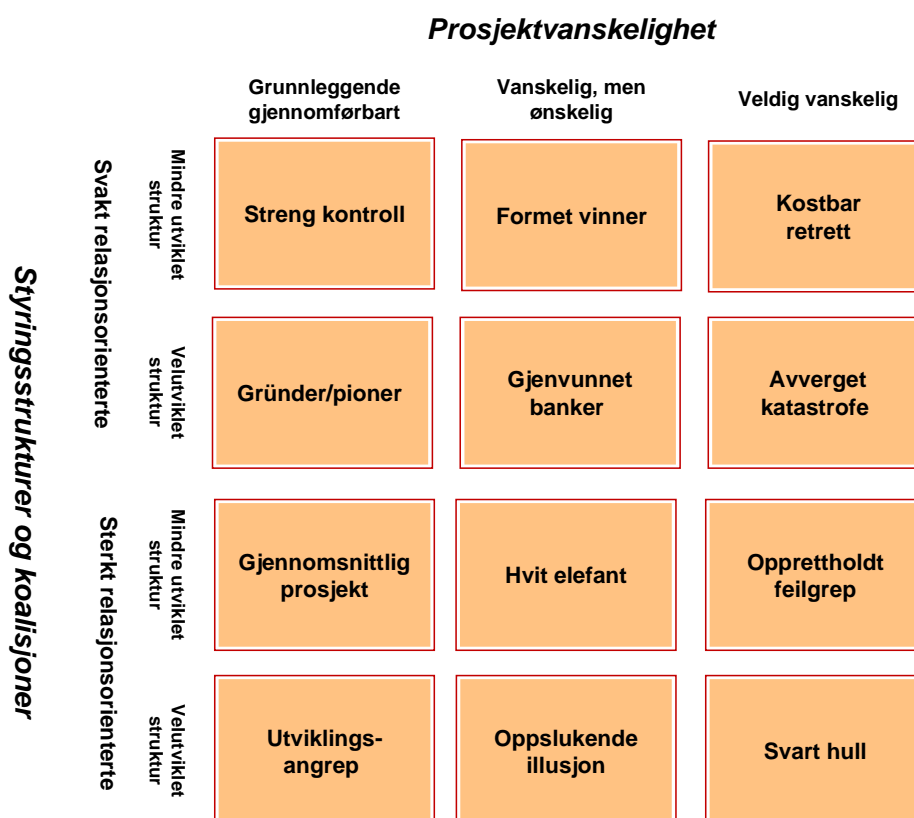 Prosjektvanskelighet
Grunnleggende
gjennomførbart
Vanskelig, men
ønskelig
Veldig vanskelig
Styringsstrukturer og koalisjoner
Svakt relasjonsorienterte
Mindre utviklet
struktur
Streng kontroll
Formet vinner
Kostbar
retrett
Velutviklet
struktur
Gründer/pioner
Gjenvunnet
banker
Avverget
katastrofe
Sterkt relasjonsorienterte
Mindre utviklet
struktur
Gjennomsnittlig
prosjekt
Hvit elefant
Opprettholdt
feilgrep
Velutviklet
struktur
Utviklings-
angrep
Oppslukende
illusjon
Svart hull